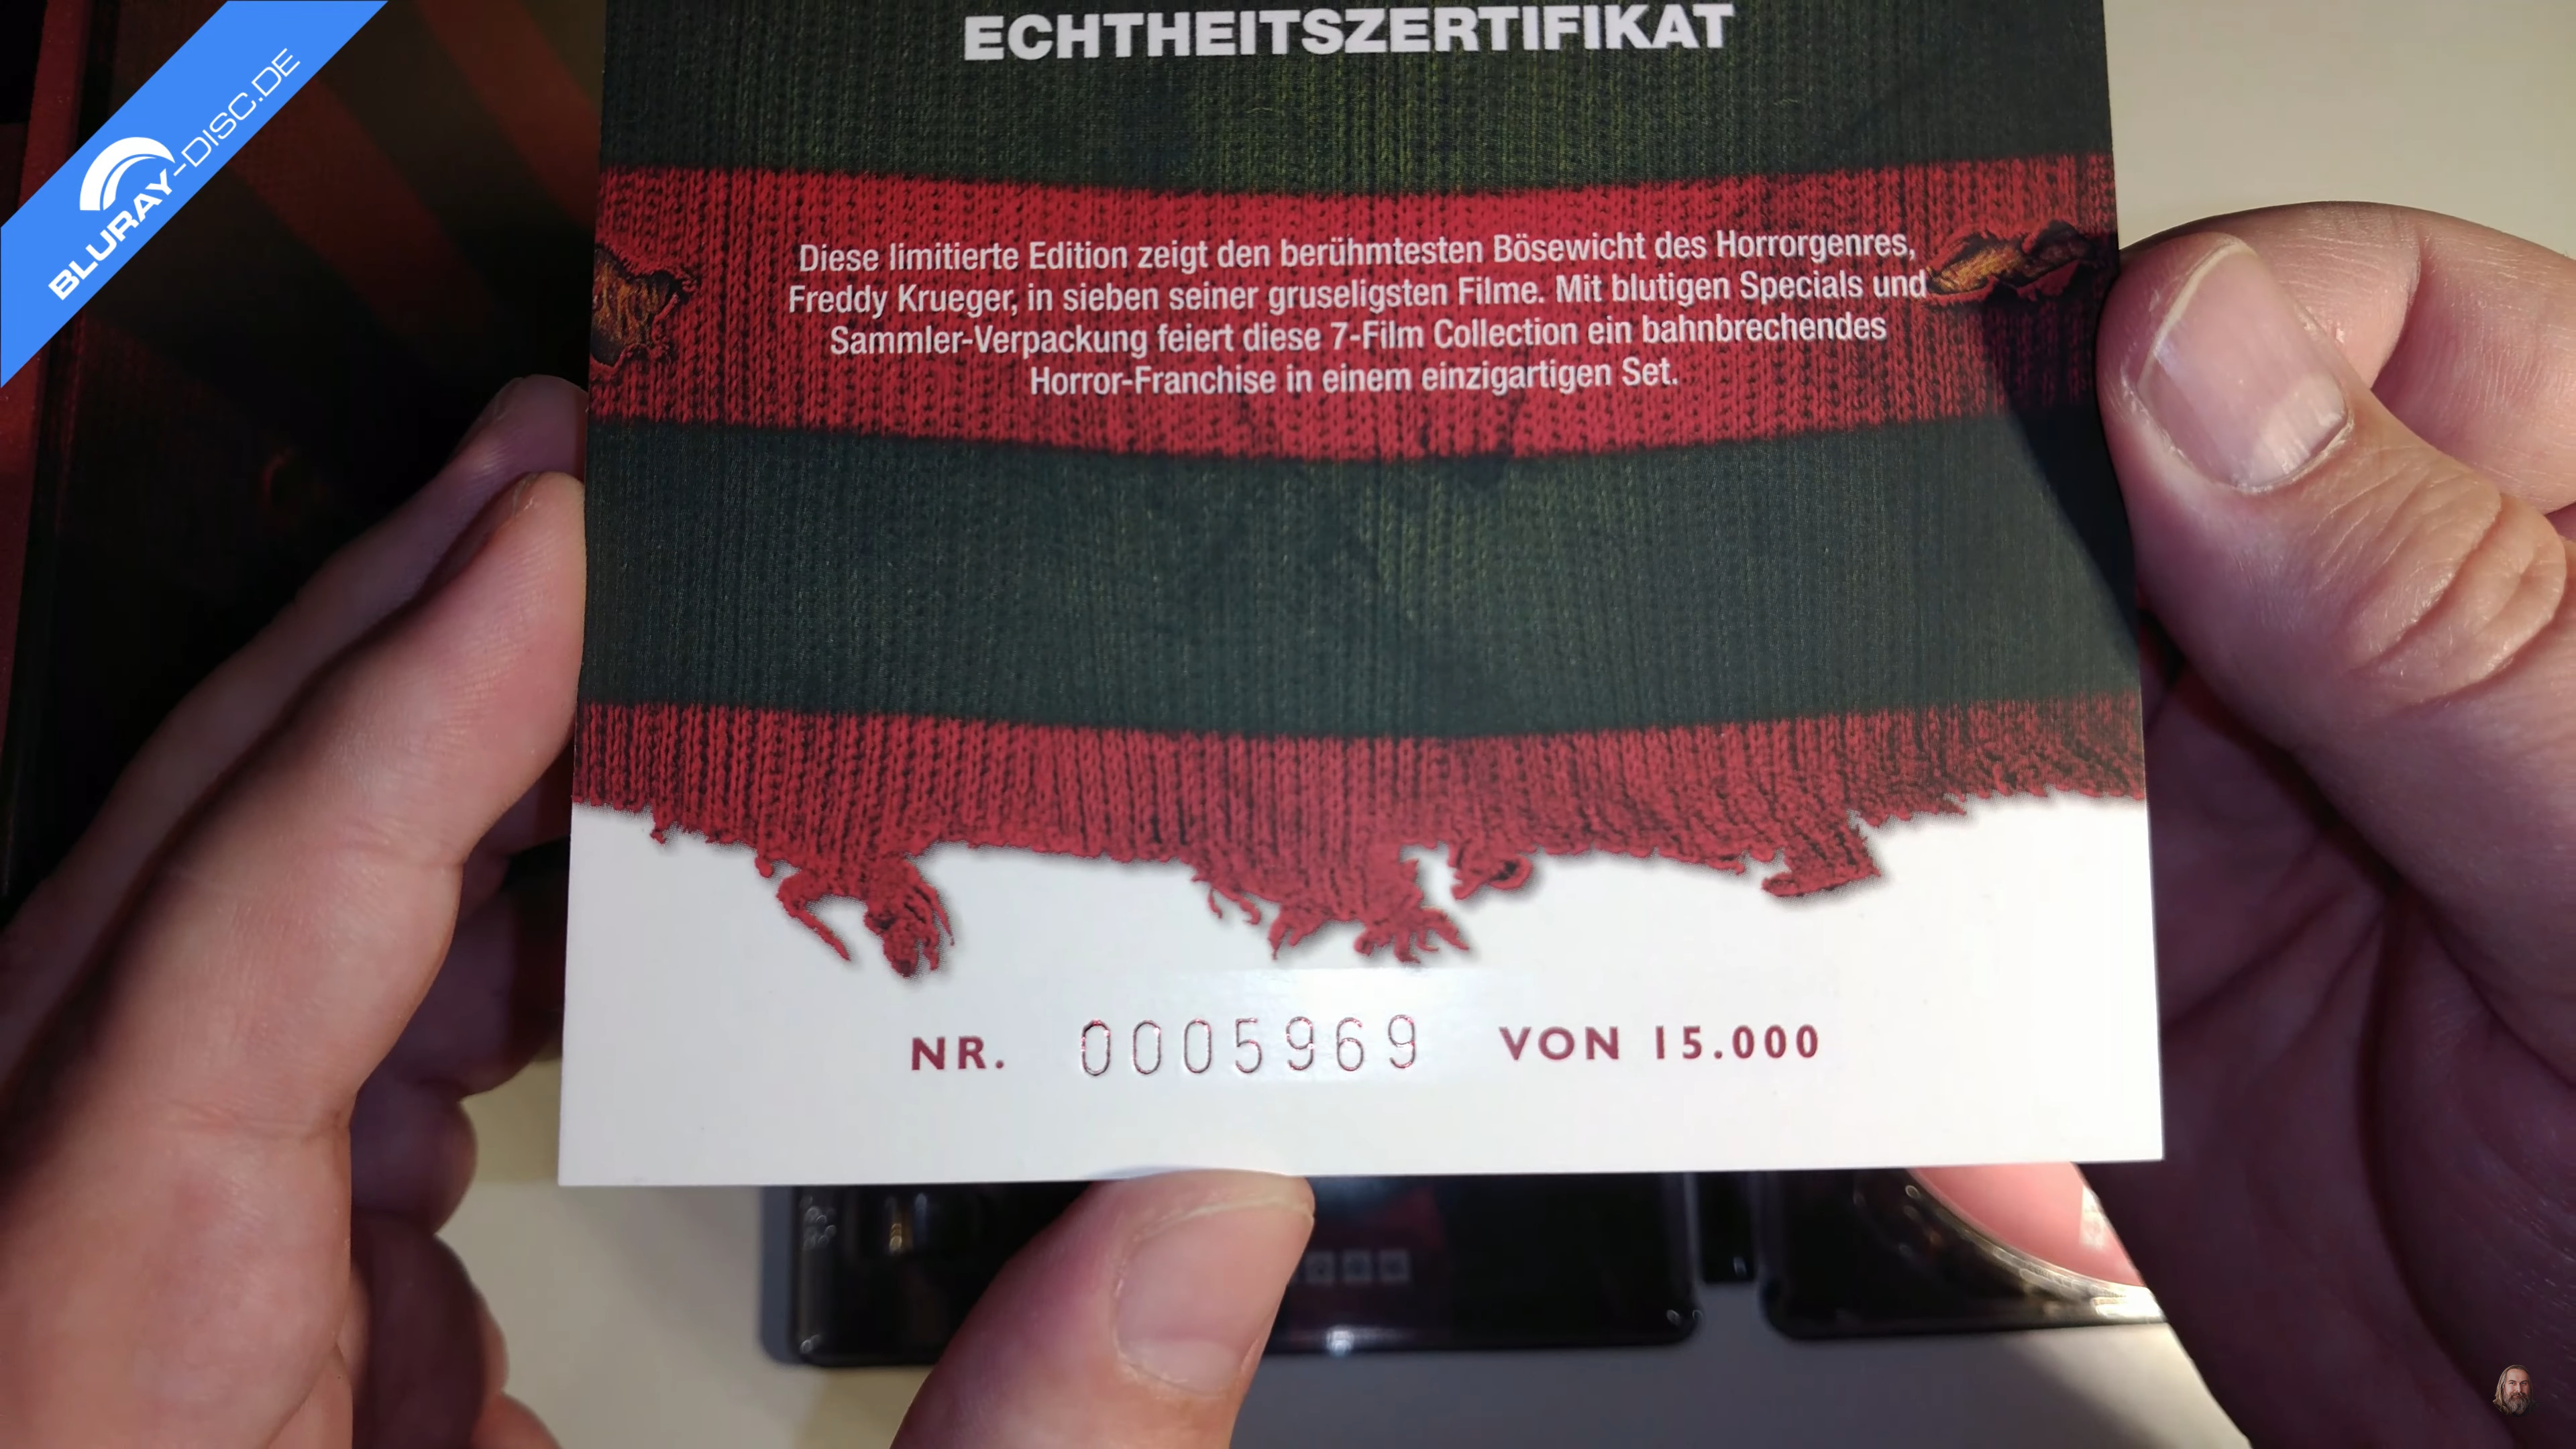 BLURAY-DISC.DE
ECHTHEITSZERTIFIKAT
Diese limitierte Edition zeigt den berühmtesten Bösewicht des Horrorgenres,
Freddy Krueger, in sieben seiner gruseligsten Filme. Mit blutigen Specials und
Sammler-Verpackung feiert diese 7-Film Collection ein bahnbrechendes
Horror-Franchise in einem einzigartigen Set.
NR. 0005969 VON 15.000